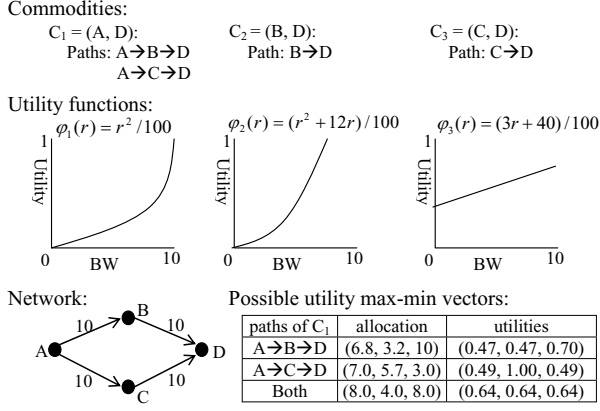 Commodities:
C₁ = (A, D):
Paths: A→B→D
A→C→D
C₂ = (B, D):
Path: B→D
C₃ = (C, D):
Path: C→D
Utility functions:
φ₁(r) = r²/100
1
Utility
0
BW
10
φ₂(r) = (r² + 12r)/100
1
Utility
0
BW
10
φ₃(r) = (3r + 40)/100
1
Utility
0
BW
10
Network:
B
10
10
A
D
10
10
C
Possible utility max-min vectors:
paths of C₁ allocation utilities
A→B→D (6.8, 3.2, 10) (0.47, 0.47, 0.70)
A→C→D (7.0, 5.7, 3.0) (0.49, 1.00, 0.49)
Both (8.0, 4.0, 8.0) (0.64, 0.64, 0.64)